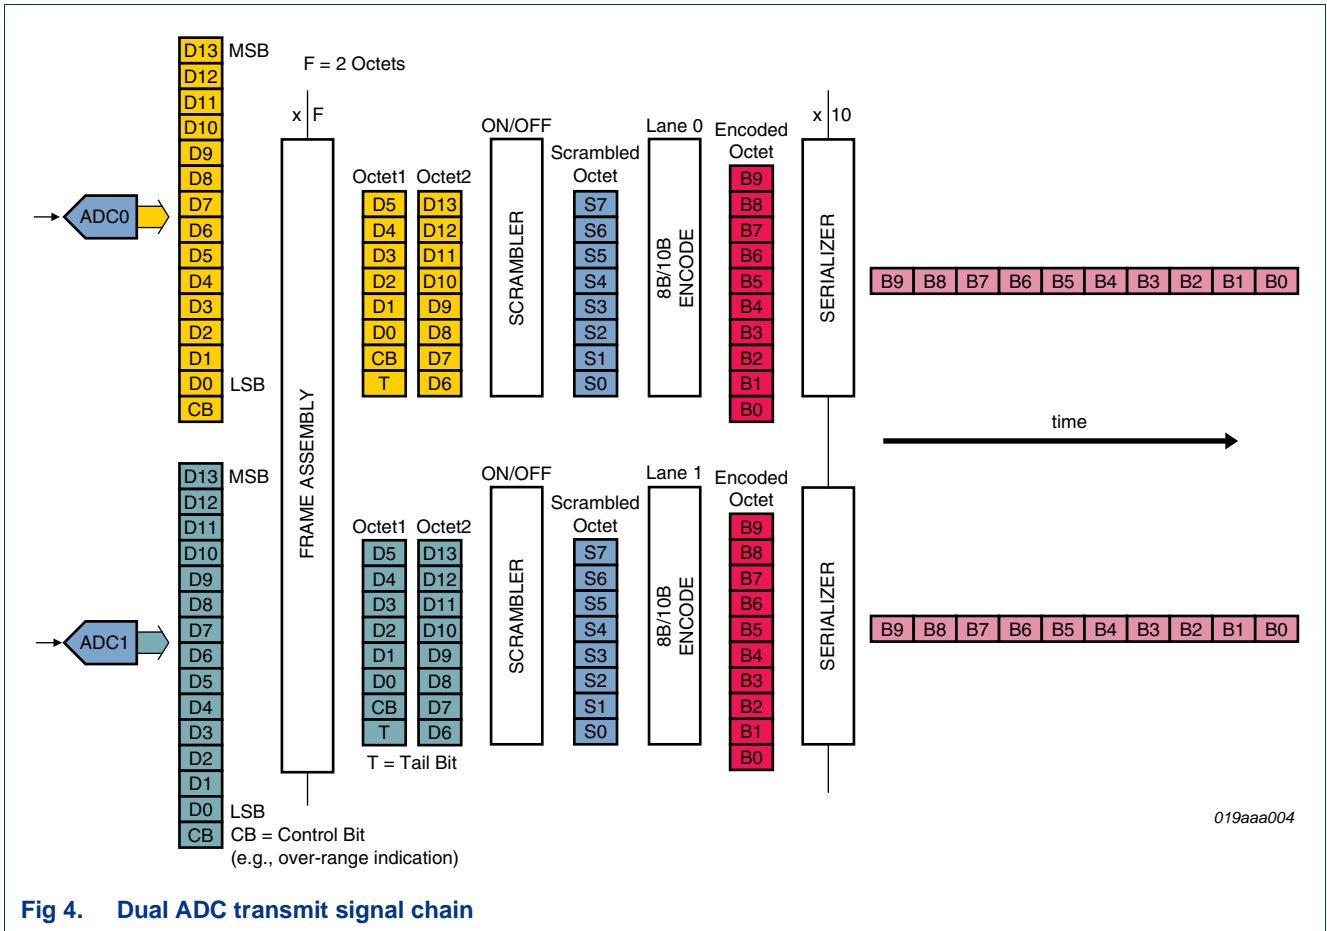 F = 2 Octets
x F
x 10
ADC0
D13 MSB
D12
D11
D10
D9
D8
D7
D6
D5
D4
D3
D2
D1
D0 LSB
CB
FRAME ASSEMBLY
Octet1 Octet2
D5 D13
D4 D12
D3 D11
D2 D10
D1 D9
D0 D8
CB D7
T D6
ON/OFF
SCRAMBLER
Scrambled
Octet
S7
S6
S5
S4
S3
S2
S1
S0
Lane 0
8B/10B
ENCODE
Encoded
Octet
B9
B8
B7
B6
B5
B4
B3
B2
B1
B0
SERIALIZER
B9 B8 B7 B6 B5 B4 B3 B2 B1 B0
time
ADC1
D13 MSB
D12
D11
D10
D9
D8
D7
D6
D5
D4
D3
D2
D1
D0 LSB
CB CB = Control Bit
(e.g., over-range indication)
Octet1 Octet2
D5 D13
D4 D12
D3 D11
D2 D10
D1 D9
D0 D8
CB D7
T D6
T = Tail Bit
ON/OFF
SCRAMBLER
Scrambled
Octet
S7
S6
S5
S4
S3
S2
S1
S0
Lane 1
8B/10B
ENCODE
Encoded
Octet
B9
B8
B7
B6
B5
B4
B3
B2
B1
B0
SERIALIZER
B9 B8 B7 B6 B5 B4 B3 B2 B1 B0
019aaa004
Fig 4. Dual ADC transmit signal chain